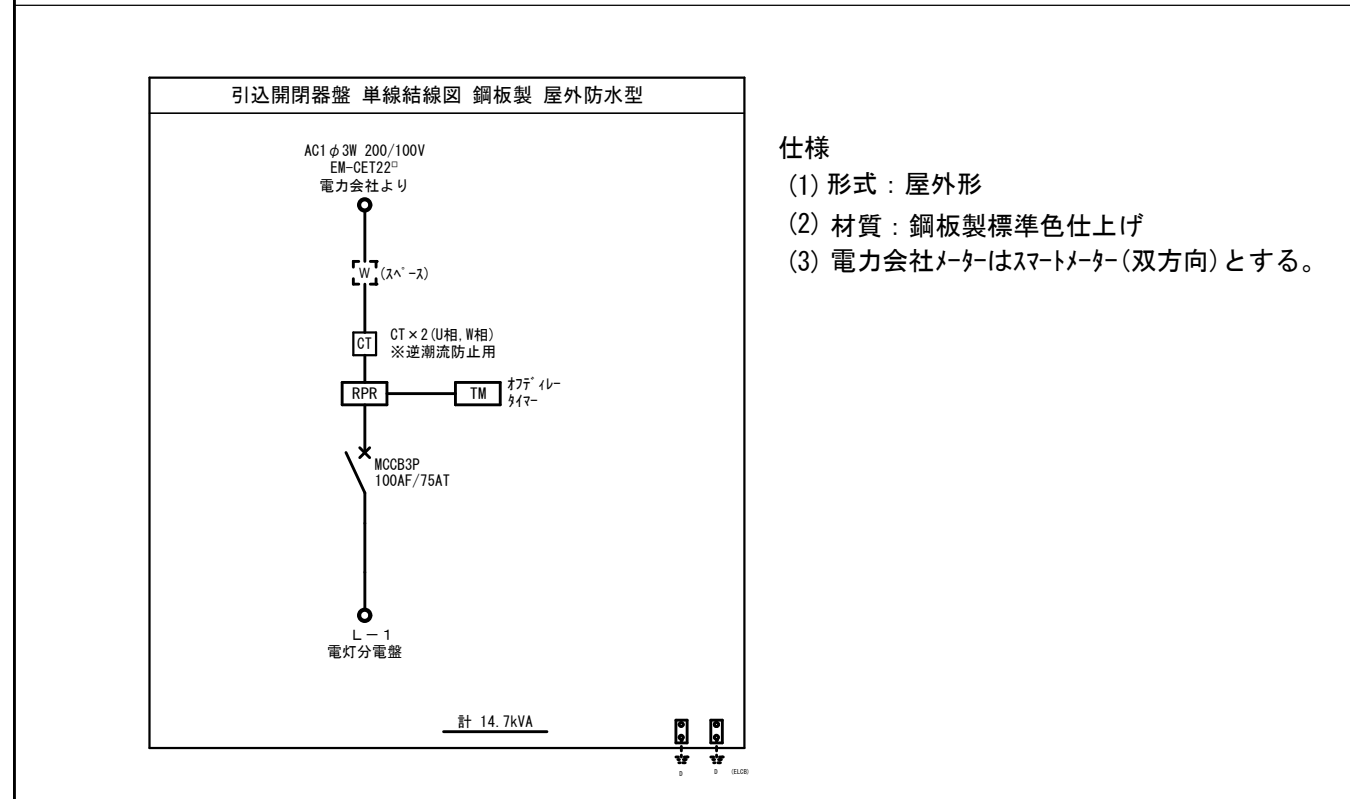 引込開閉器盤 単線結線図 鋼板製 屋外防水型
AC1φ3W 200/100V
EM-CET22□
電力会社より
W (ｽﾍﾟｰｽ)
CT
CT×2(U相,W相)
※逆潮流防止用
RPR
TM
ｵﾌﾃﾞｨﾚｰ
ﾀｲﾏｰ
MCCB3P
100AF/75AT
L－1
電灯分電盤
計 14.7kVA
D
D (ELCB)
仕様
(1) 形式：屋外形
(2) 材質：鋼板製標準色仕上げ
(3) 電力会社ﾒｰﾀｰはｽﾏｰﾄﾒｰﾀｰ(双方向)とする。